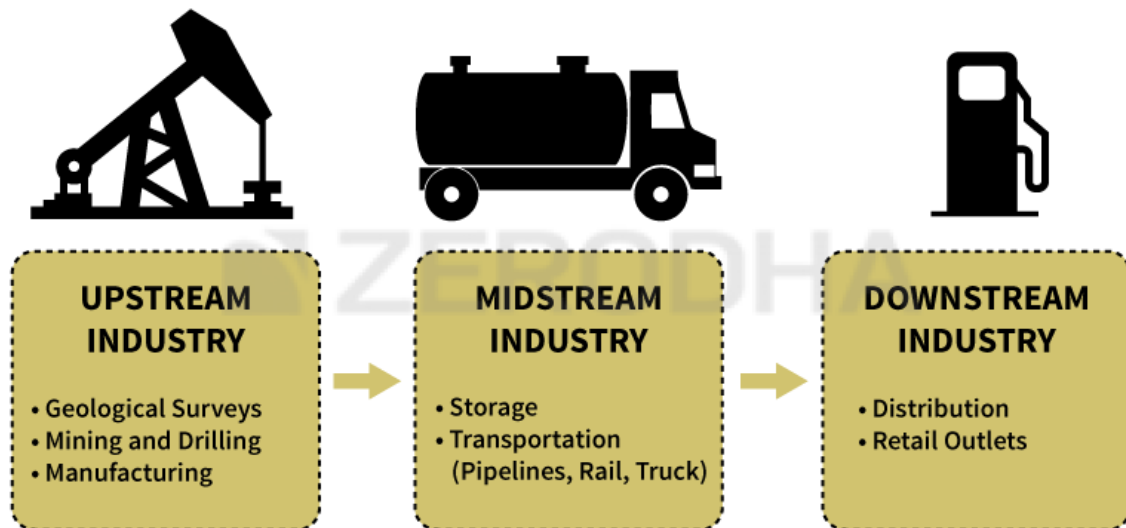 ZERODHA
UPSTREAM
INDUSTRY
• Geological Surveys
• Mining and Drilling
• Manufacturing
MIDSTREAM
INDUSTRY
• Storage
• Transportation
(Pipelines, Rail, Truck)
DOWNSTREAM
INDUSTRY
• Distribution
• Retail Outlets